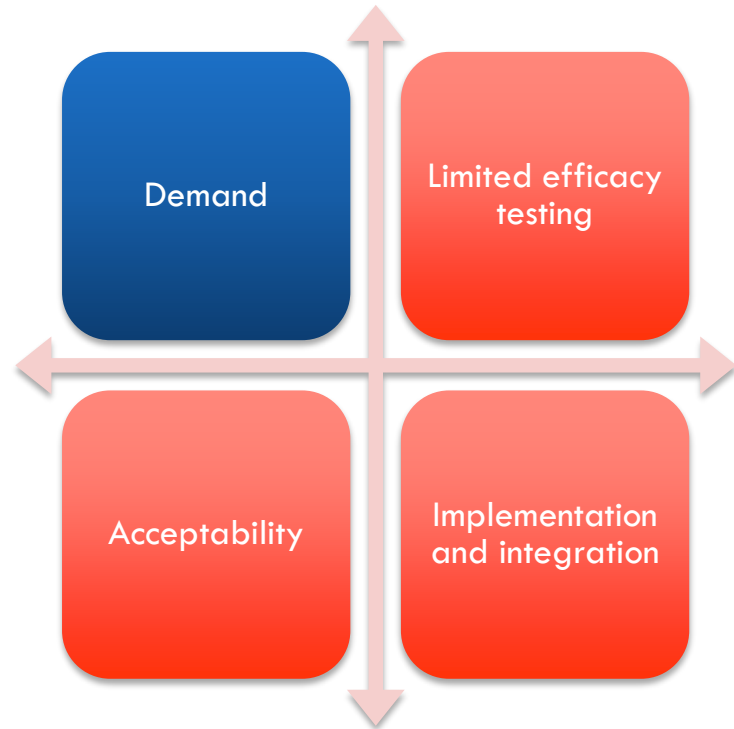 Demand
Limited efficacy
testing
Acceptability
Implementation
and integration